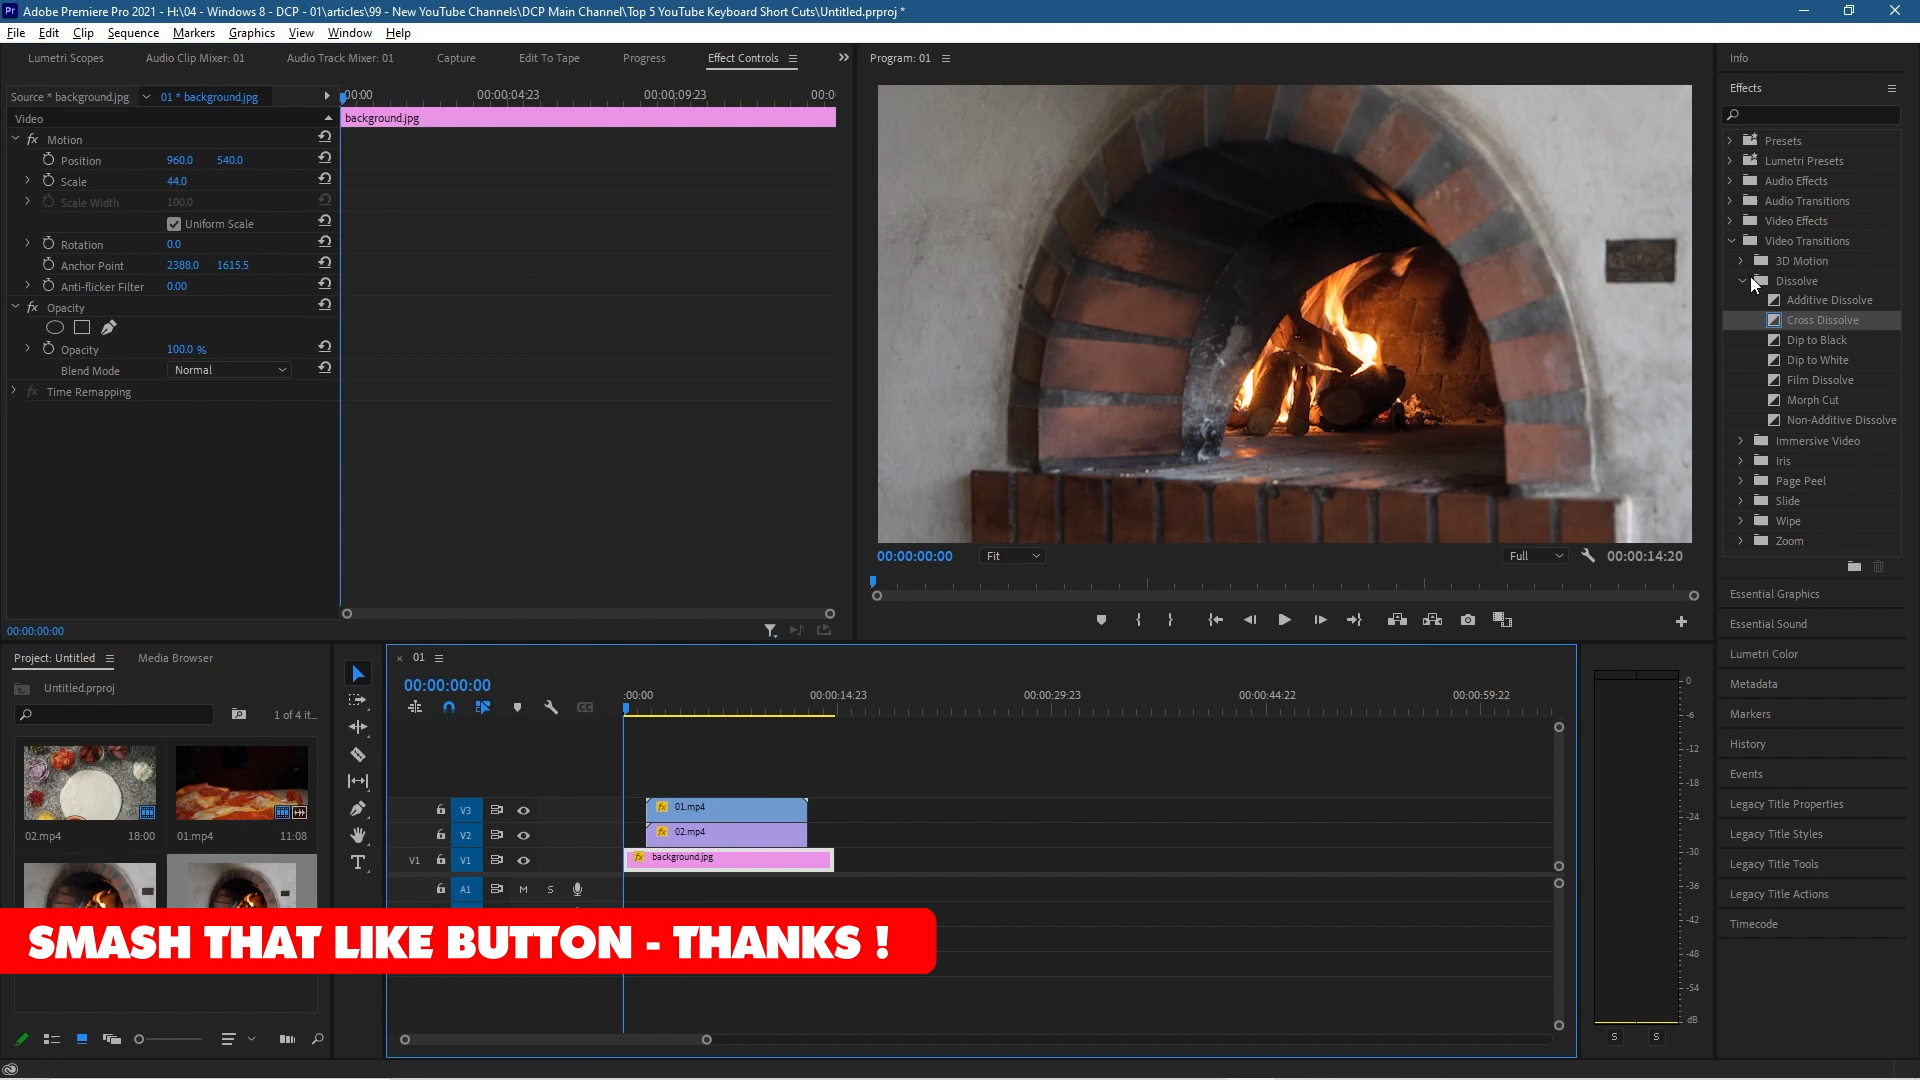 Adobe Premiere Pro 2021 - H:\04 - Windows 8 - DCP - 01\articles\99 - New YouTube Channels\DCP Main Channel\Top 5 YouTube Keyboard Short Cuts\Untitled.prproj *
File Edit Clip Sequence Markers Graphics View Window Help
Lumetri Scopes Audio Clip Mixer: 01 Audio Track Mixer: 01 Capture Edit To Tape Progress Effect Controls
Source * background.jpg 01 * background.jpg
:00:00 00:00:04:23 00:00:09:23 00:0
Video
background.jpg
fx Motion
Position 960.0 540.0
Scale 44.0
Scale Width 100.0
Uniform Scale
Rotation 0.0
Anchor Point 2388.0 1615.5
Anti-flicker Filter 0.00
fx Opacity
Opacity 100.0 %
Blend Mode Normal
fx Time Remapping
00:00:00:00
Program: 01
00:00:00:00 Fit Full 00:00:14:20
Info
Effects
Presets
Lumetri Presets
Audio Effects
Audio Transitions
Video Effects
Video Transitions
3D Motion
Dissolve
Additive Dissolve
Cross Dissolve
Dip to Black
Dip to White
Film Dissolve
Morph Cut
Non-Additive Dissolve
Immersive Video
Iris
Page Peel
Slide
Wipe
Zoom
Essential Graphics
Essential Sound
Lumetri Color
Metadata
Markers
History
Events
Legacy Title Properties
Legacy Title Styles
Legacy Title Tools
Legacy Title Actions
Timecode
Project: Untitled Media Browser
Untitled.prproj
1 of 4 it...
02.mp4 18:00
01.mp4 11:08
× 01
00:00:00:00
:00:00 00:00:14:23 00:00:29:23 00:00:44:22 00:00:59:22
V3 fx 01.mp4
V2 fx 02.mp4
V1 V1 fx background.jpg
A1 M S
0
-6
-12
-18
-24
-30
-36
-42
-48
-54
dB
S S
SMASH THAT LIKE BUTTON - THANKS !